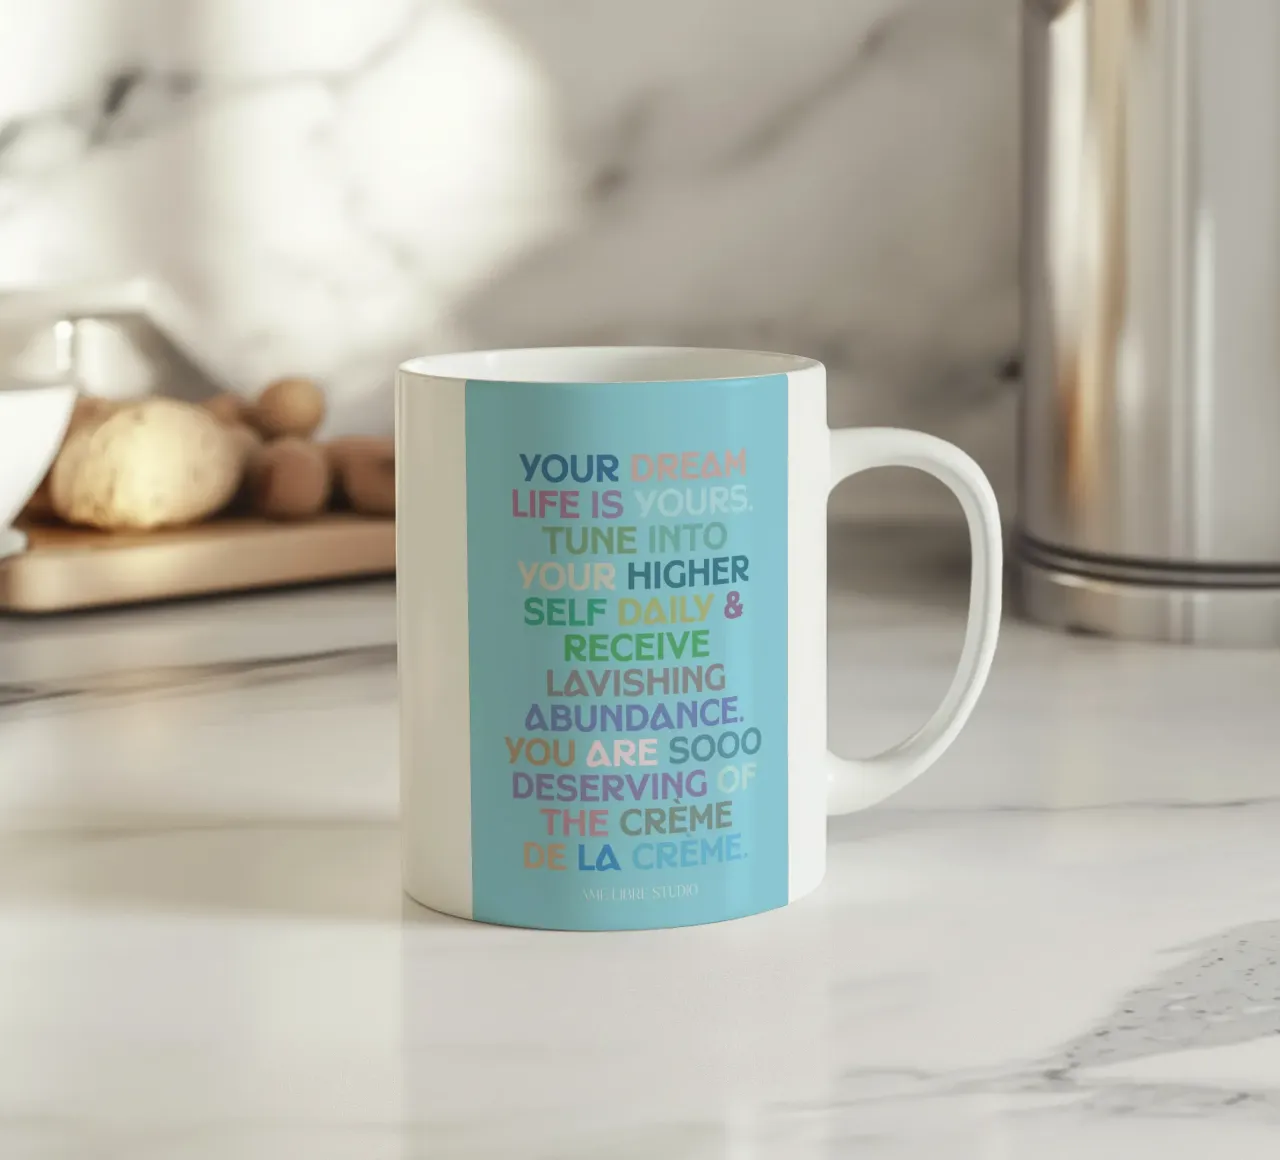 YOUR DREAM
LIFE IS YOURS.
TUNE INTO
YOUR HIGHER
SELF DAILY &
RECEIVE
LAVISHING
ABUNDANCE.
YOU ARE SOOO
DESERVING OF
THE CRÈME
DE LA CRÈME.
AME LIBRE STUDIO